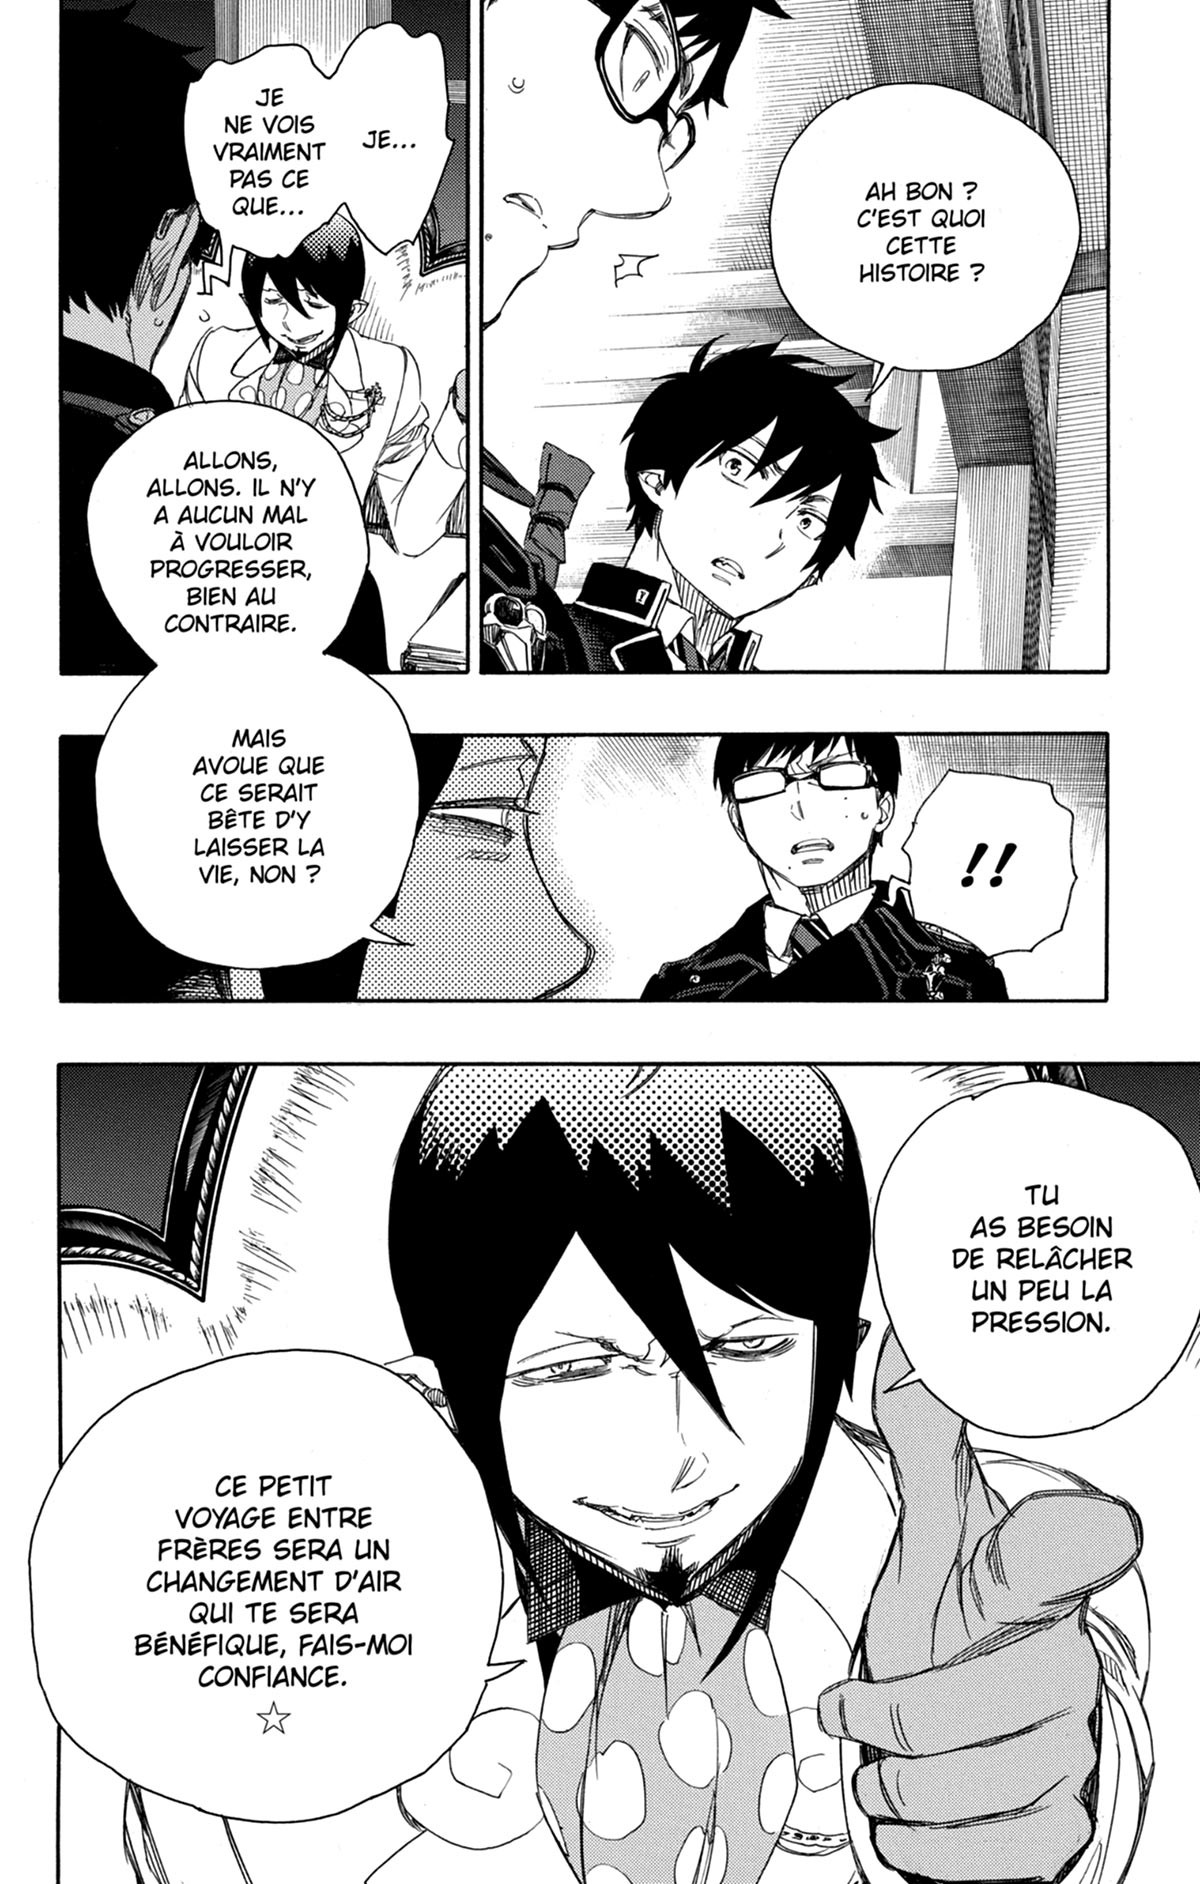 AH BON ?
C'EST QUOI
CETTE
HISTOIRE ?
JE...
JE
NE VOIS
VRAIMENT
PAS CE
QUE...
ALLONS,
ALLONS. IL N'Y
A AUCUN MAL
À VOULOIR
PROGRESSER,
BIEN AU
CONTRAIRE.
MAIS
AVOUE QUE
CE SERAIT
BÊTE D'Y
LAISSER LA
VIE, NON ?
!!
TU
AS BESOIN
DE RELÂCHER
UN PEU LA
PRESSION.
CE PETIT
VOYAGE ENTRE
FRÈRES SERA UN
CHANGEMENT D'AIR
QUI TE SERA
BÉNÉFIQUE, FAIS-MOI
CONFIANCE.
☆